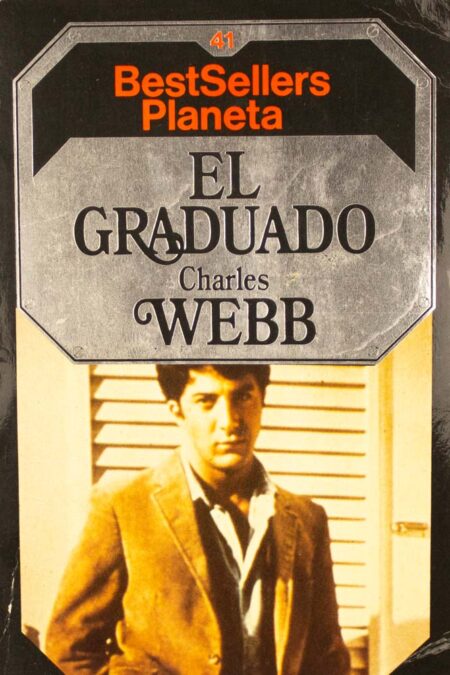 41
BestSellers
Planeta
EL
GRADUADO
Charles
WEBB